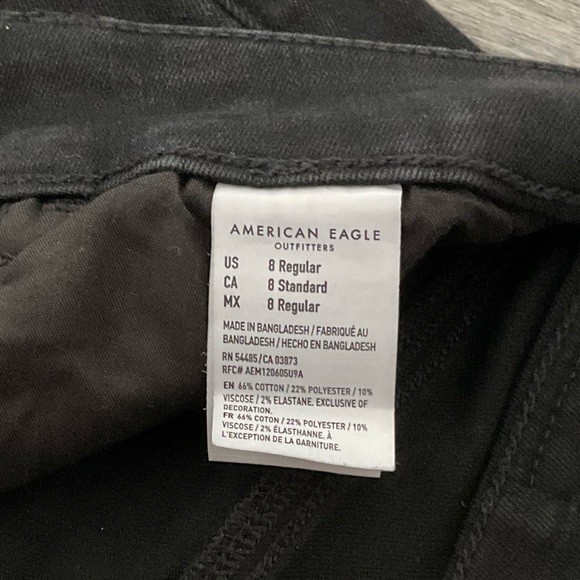 AMERICAN EAGLE
OUTFITTERS
US 8 Regular
CA 8 Standard
MX 8 Regular
MADE IN BANGLADESH / FABRIQUÉ AU
BANGLADESH / HECHO EN BANGLADESH
RN 54485/CA 03873
RFC# AEM120605U9A
EN 66% COTTON / 22% POLYESTER / 10%
VISCOSE / 2% ELASTANE. EXCLUSIVE OF
DECORATION.
FR 66% COTON / 22% POLYESTER / 10%
VISCOSE / 2% ÉLASTHANNE. À
L'EXCEPTION DE LA GARNITURE.